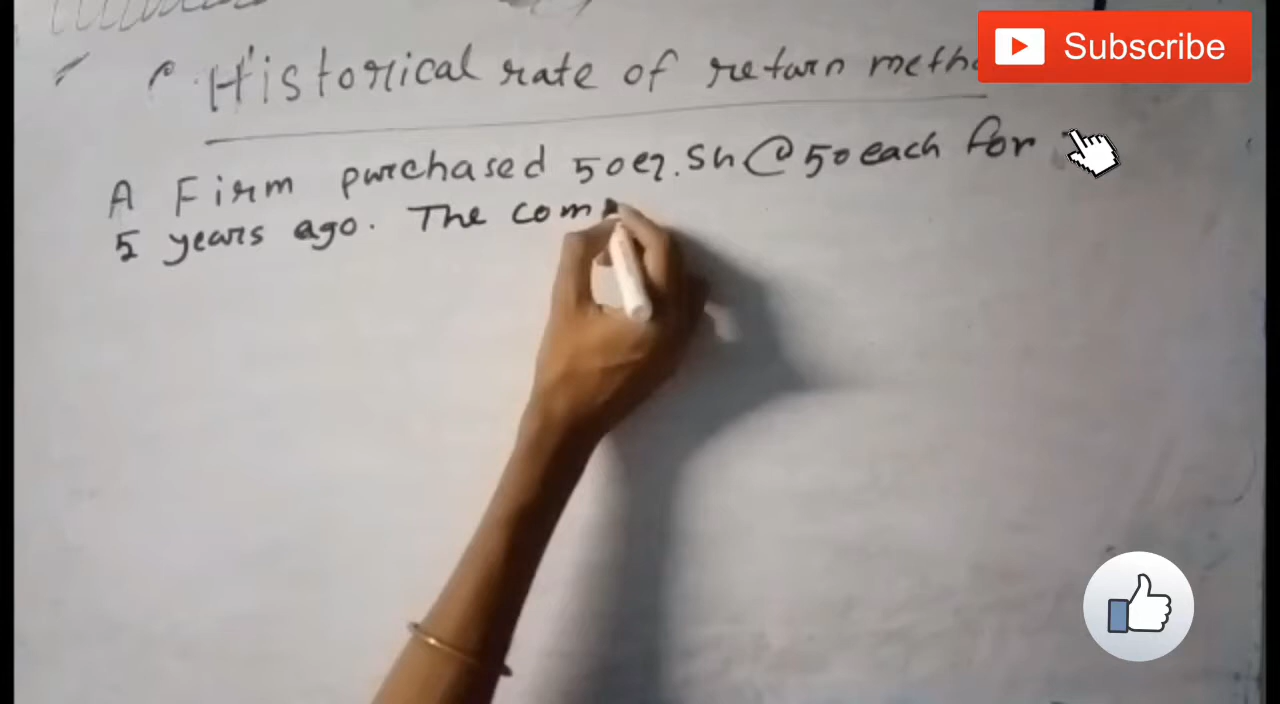 Historical rate of return meth
Subscribe
A Firm purchased 50 eq. Sh @ 50 each for
5 years ago. The com